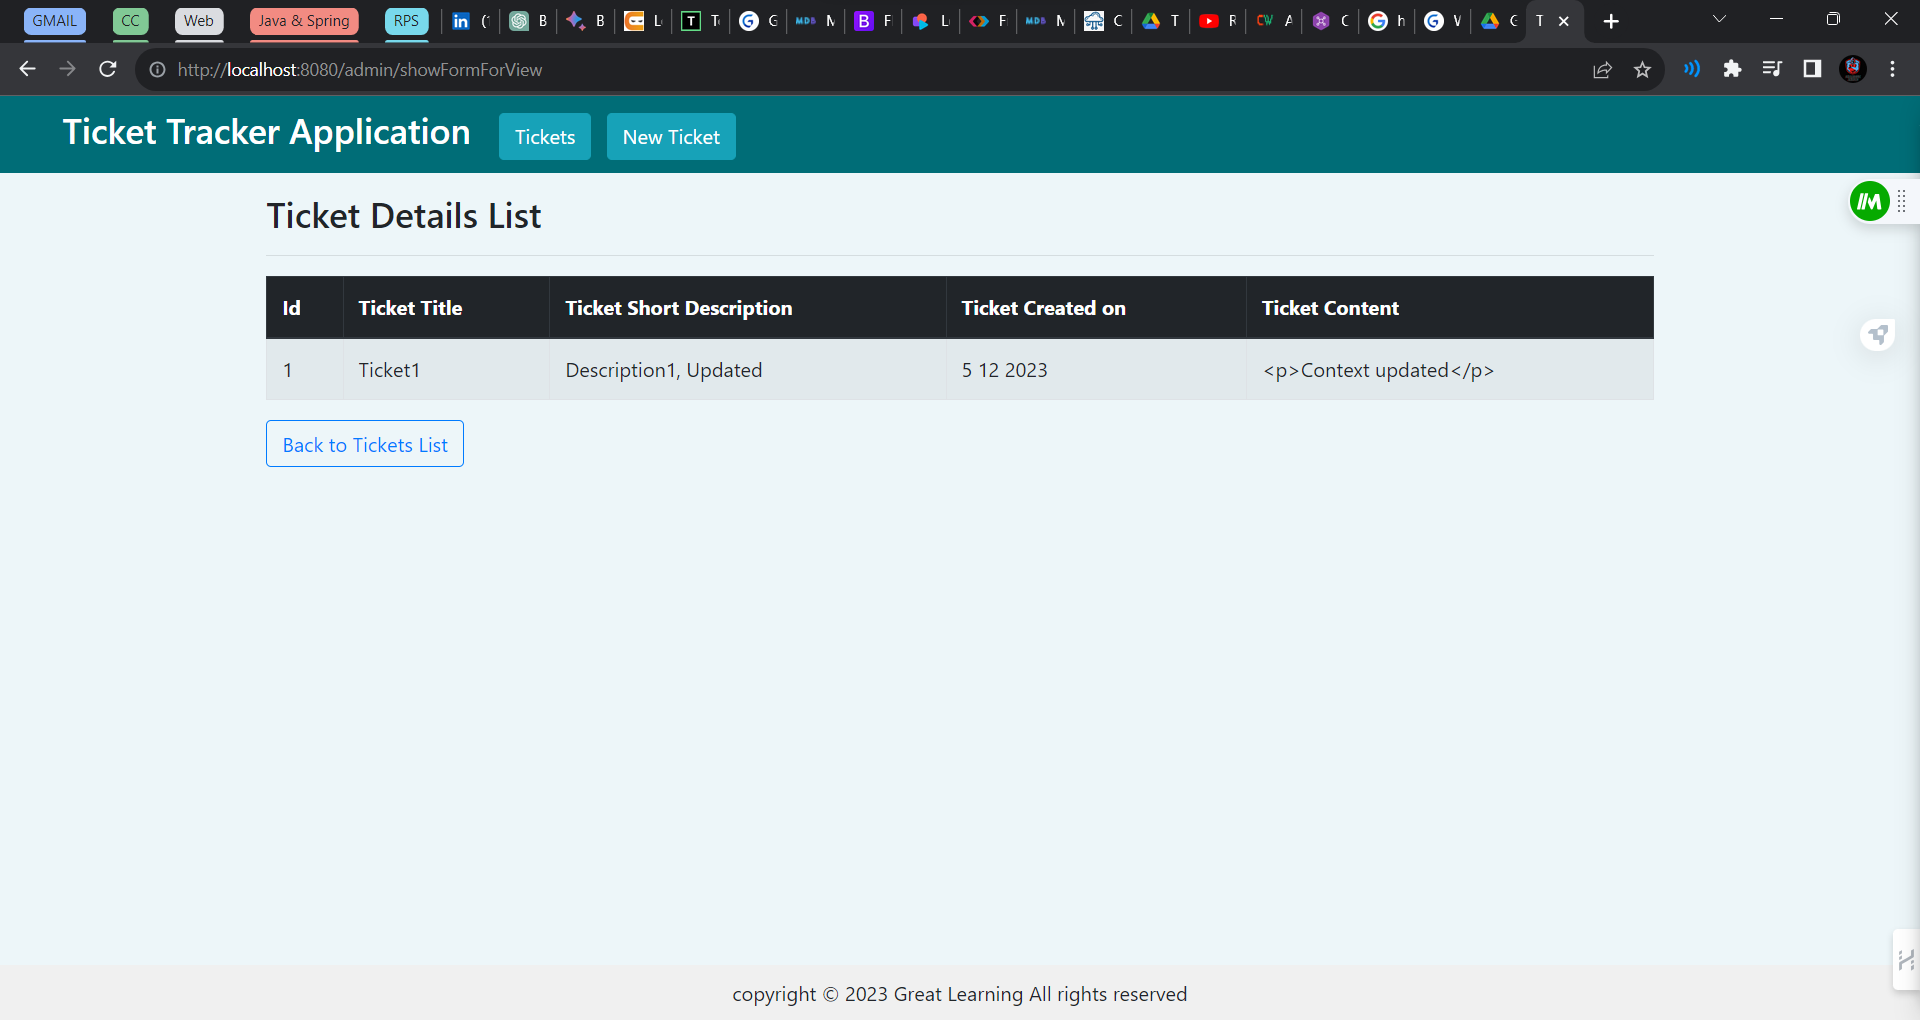 GMAIL CC Web Java & Spring RPS
http://localhost:8080/admin/showFormForView
Ticket Tracker Application Tickets New Ticket
Ticket Details List
Id Ticket Title Ticket Short Description Ticket Created on Ticket Content
1 Ticket1 Description1, Updated 5 12 2023 <p>Context updated</p>
Back to Tickets List
copyright © 2023 Great Learning All rights reserved